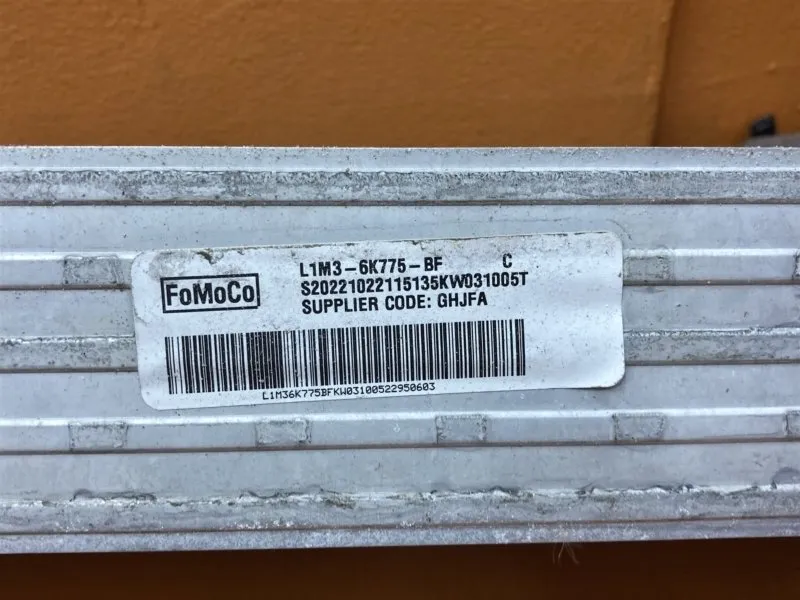 FoMoCo
L1M3-6K775-BF C
S20221022115135KW031005T
SUPPLIER CODE: GHJFA
L1M36K775BFKW03100522950603